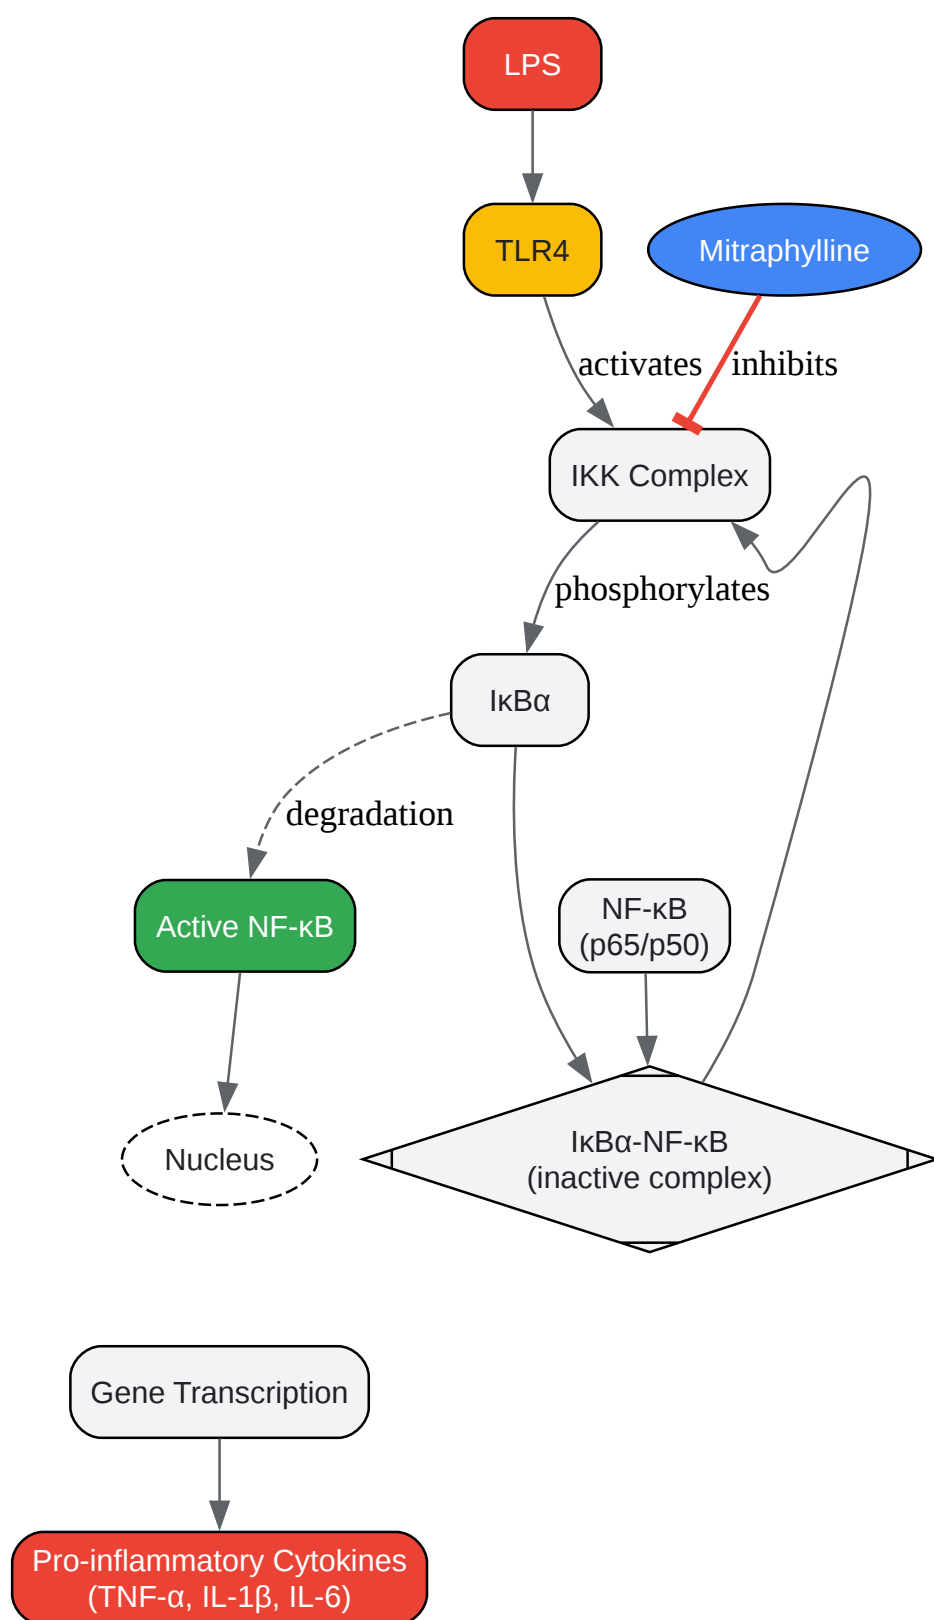 LPS
TLR4
Mitraphylline
activates
inhibits
IKK Complex
phosphorylates
IκBα
degradation
Active NF-κB
NF-κB
(p65/p50)
Nucleus
IκBα-NF-κB
(inactive complex)
Gene Transcription
Pro-inflammatory Cytokines
(TNF-α, IL-1β, IL-6)